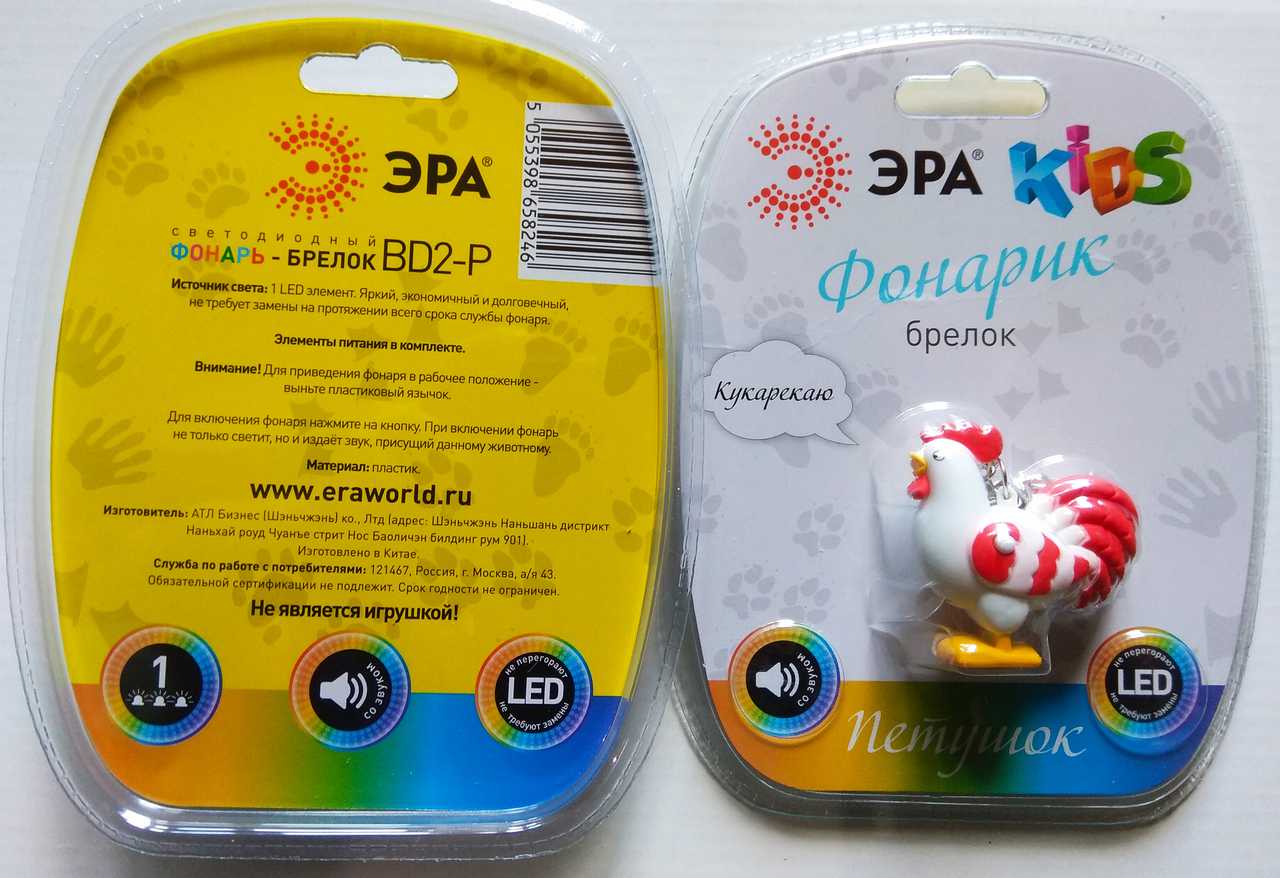 ЭРА®
5 055398 658246
светодиодный
ФОНАРЬ - БРЕЛОК BD2-P
Источник света: 1 LED элемент. Яркий, экономичный и долговечный,
не требует замены на протяжении всего срока службы фонаря.
Элементы питания в комплекте.
Внимание! Для приведения фонаря в рабочее положение -
выньте пластиковый язычок.
Для включения фонаря нажмите на кнопку. При включении фонарь
не только светит, но и издаёт звук, присущий данному животному.
Материал: пластик.
www.eraworld.ru
Изготовитель: АТЛ Бизнес (Шэньчжэнь) ко., Лтд (адрес: Шэньчжэнь Наньшань дистрикт
Наньхай роуд Чуанъе стрит Нос Баоличэн билдинг рум 901).
Изготовлено в Китае.
Служба по работе с потребителями: 121467, Россия, г. Москва, а/я 43.
Обязательной сертификации не подлежит. Срок годности не ограничен.
Не является игрушкой!
1
со звуком
не перегорают
LED
не требуют замены
ЭРА® KIDS
Фонарик
брелок
Кукарекаю
со звуком
не перегорают
LED
не требуют замены
Петушок